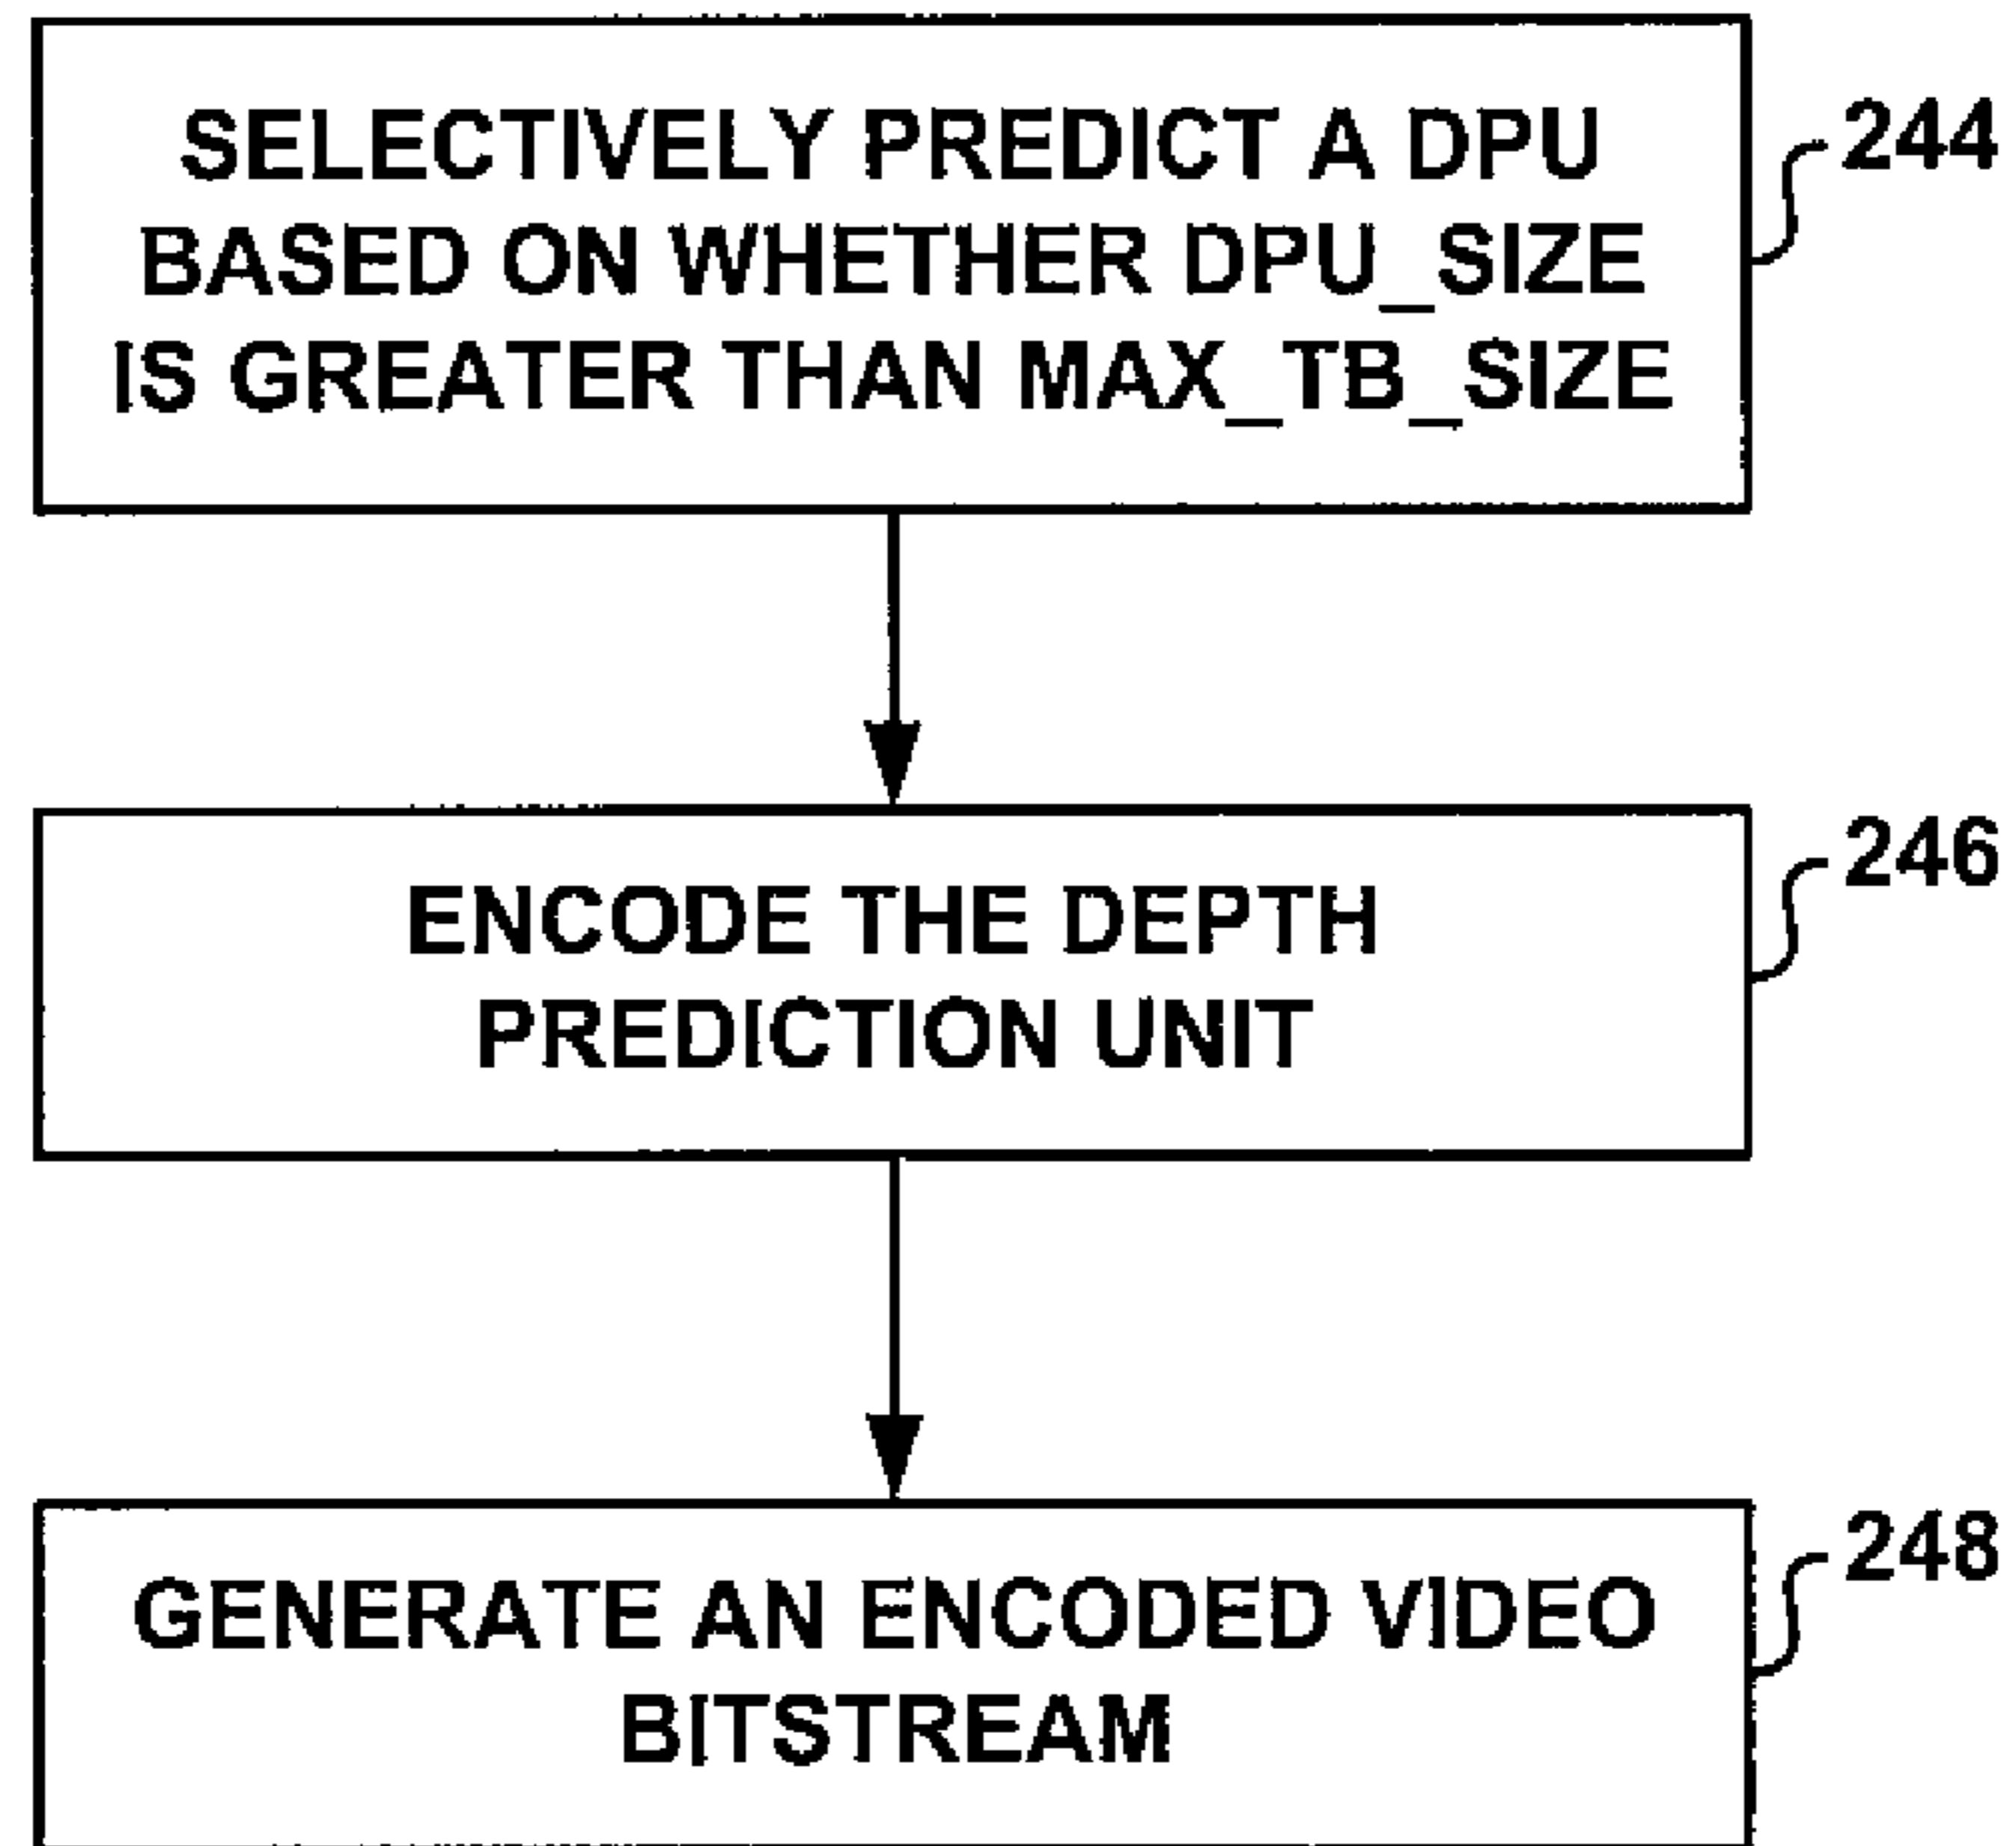 SELECTIVELY PREDICT A DPU
BASED ON WHETHER DPU_SIZE
IS GREATER THAN MAX_TB_SIZE
244
ENCODE THE DEPTH
PREDICTION UNIT
246
GENERATE AN ENCODED VIDEO
BITSTREAM
248